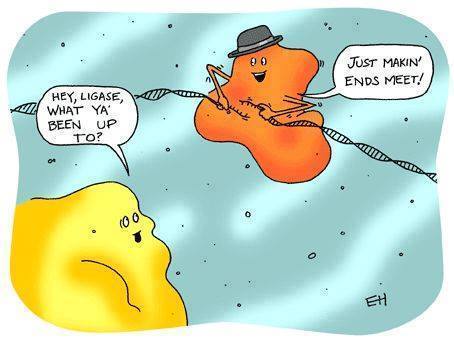 HEY, LIGASE,
WHAT YA'
BEEN UP
TO?
JUST MAKIN'
ENDS MEET!
EH